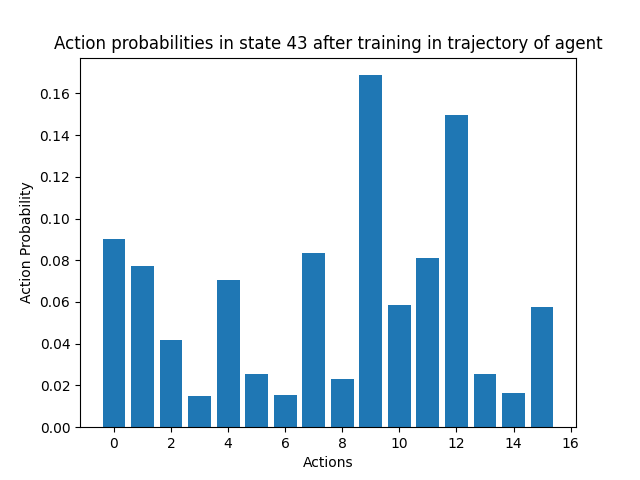 Action probabilities in state 43 after training in trajectory of agent
0.16
0.14
0.12
0.10
0.08
0.06
0.04
0.02
0.00
Action Probability
0 2 4 6 8 10 12 14 16
Actions